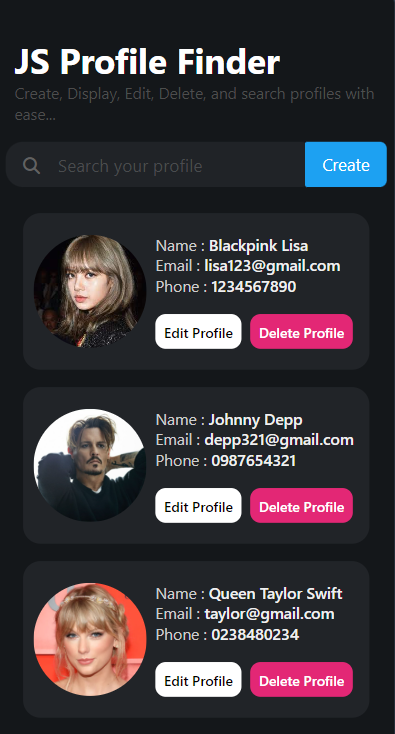 JS Profile Finder
Create, Display, Edit, Delete, and search profiles with
ease...
Search your profile
Create
Name : Blackpink Lisa
Email : lisa123@gmail.com
Phone : 1234567890
Edit Profile
Delete Profile
Name : Johnny Depp
Email : depp321@gmail.com
Phone : 0987654321
Edit Profile
Delete Profile
Name : Queen Taylor Swift
Email : taylor@gmail.com
Phone : 0238480234
Edit Profile
Delete Profile